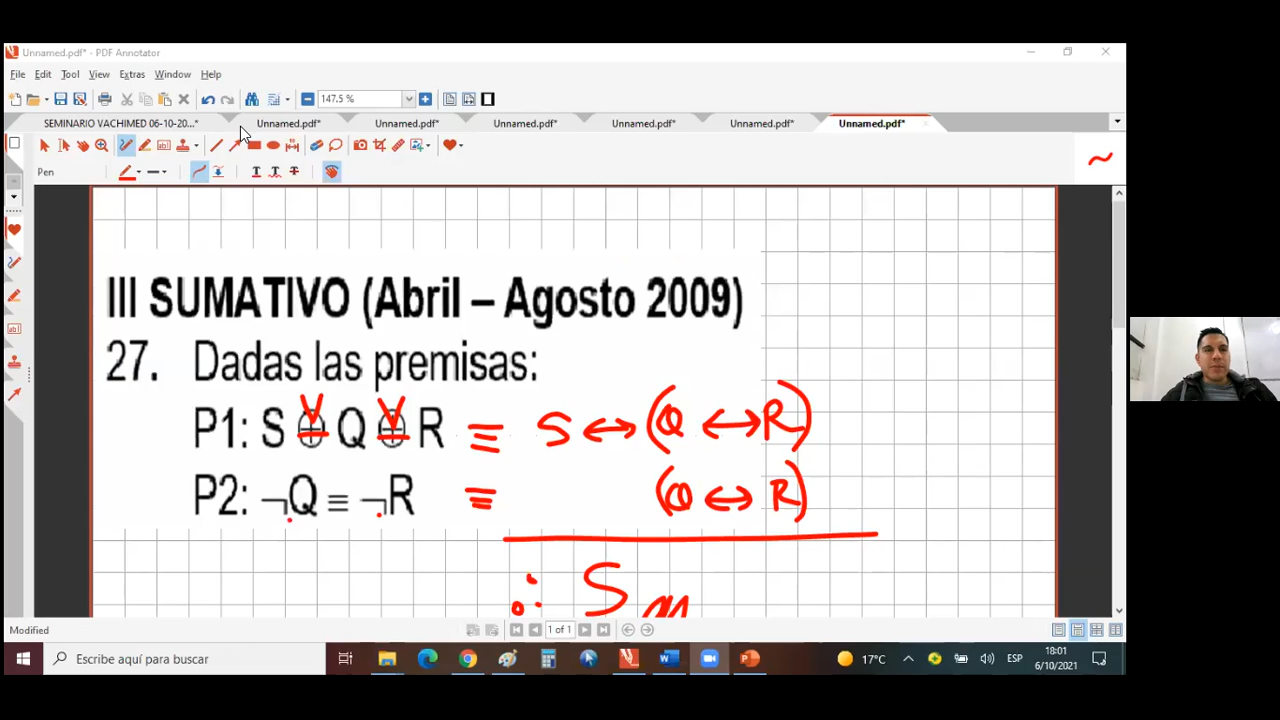 Unnamed.pdf* - PDF Annotator
File Edit Tool View Extras Window Help
147.5 %
SEMINARIO VACHIMED 06-10-20...* Unnamed.pdf* Unnamed.pdf* Unnamed.pdf* Unnamed.pdf* Unnamed.pdf* Unnamed.pdf*
Pen
III SUMATIVO (Abril – Agosto 2009)
27. Dadas las premisas:
P1: S ⊕ Q ⊕ R ≡ S ↔ (Q ↔ R)
P2: ¬Q ≡ ¬R ≡ (Q ↔ R)
∴ S
Modified
1 of 1
Escribe aquí para buscar
17°C
ESP
18:01
6/10/2021